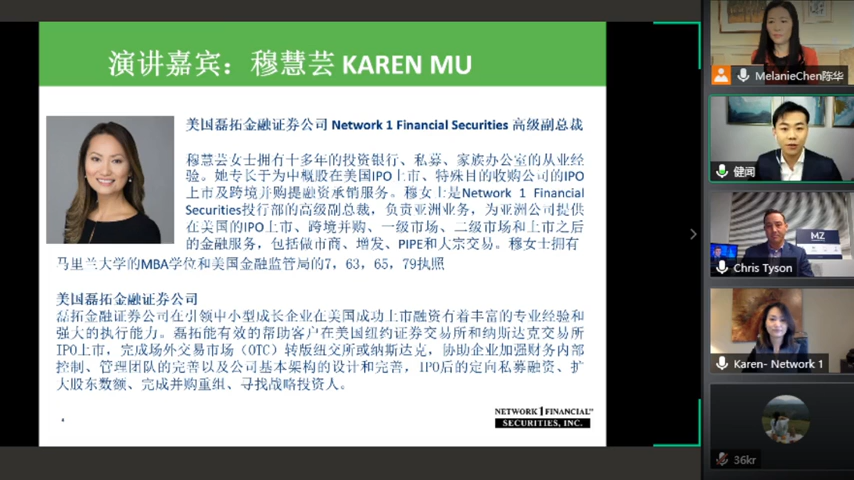 演讲嘉宾：穆慧芸 KAREN MU
美国磊拓金融证券公司 Network 1 Financial Securities 高级副总裁
穆慧芸女士拥有十多年的投资银行、私募、家族办公室的从业经
验。她专长于为中概股在美国IPO上市、特殊目的收购公司的IPO
上市及跨境并购提融资承销服务。穆女士是Network 1 Financial
Securities投行部的高级副总裁，负责亚洲业务，为亚洲公司提供
在美国的IPO上市、跨境并购、一级市场、二级市场和上市之后
的金融服务，包括做市商、增发、PIPE和大宗交易。穆女士拥有
马里兰大学的MBA学位和美国金融监管局的7，63，65，79执照
美国磊拓金融证券公司
磊拓金融证券公司在引领中小型成长企业在美国成功上市融资有着丰富的专业经验和
强大的执行能力。磊拓能有效的帮助客户在美国纽约证券交易所和纳斯达克交易所
IPO上市，完成场外交易市场（OTC）转版纽交所或纳斯达克，协助企业加强财务内部
控制、管理团队的完善以及公司基本架构的设计和完善，IPO后的定向私募融资、扩
大股东数额、完成并购重组、寻找战略投资人。
NETWORK 1 FINANCIAL
SECURITIES, INC.
MelanieChen陈华
健闻
MZ
Chris Tyson
Karen- Network 1
36kr